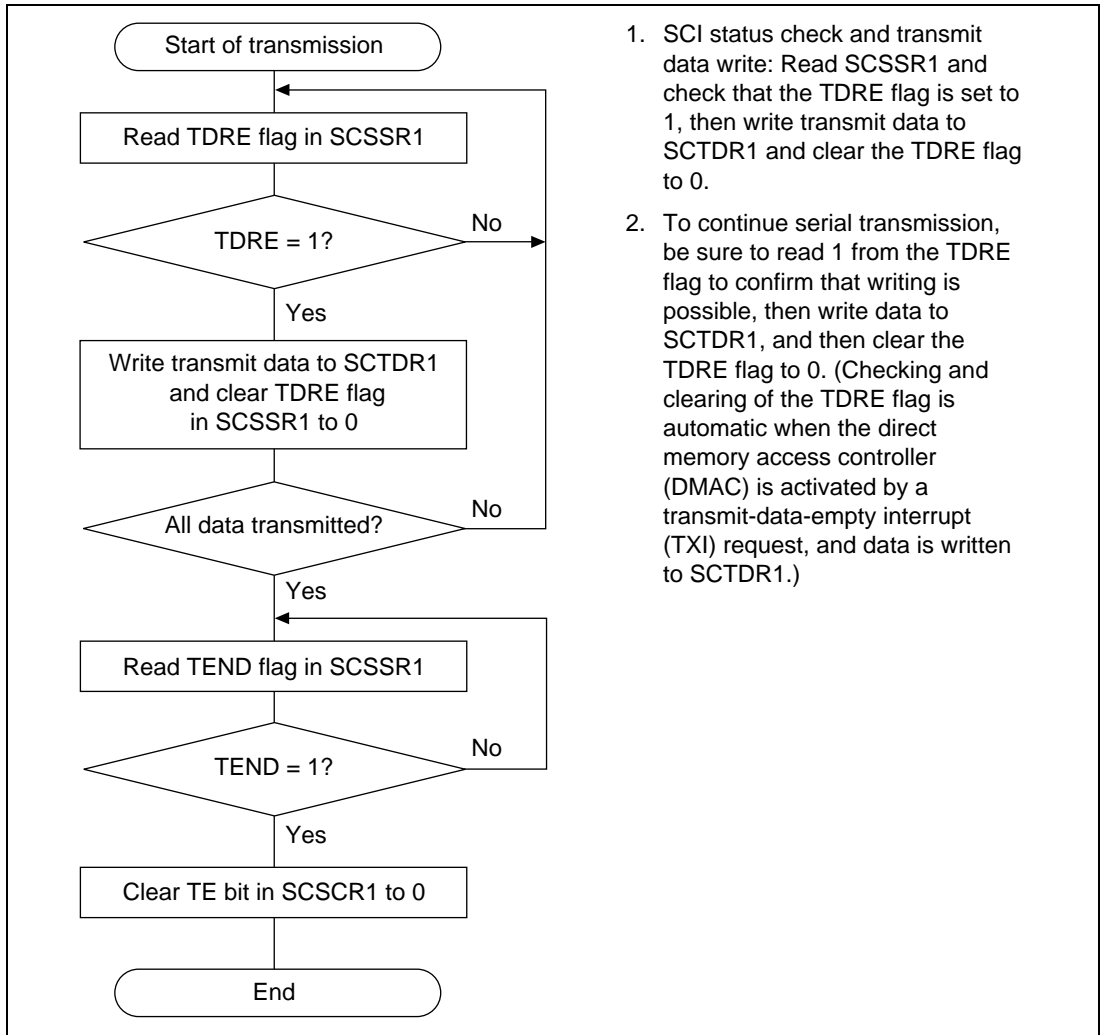 Start of transmission
Read TDRE flag in SCSSR1
TDRE = 1?
No
Yes
Write transmit data to SCTDR1
and clear TDRE flag
in SCSSR1 to 0
All data transmitted?
No
Yes
Read TEND flag in SCSSR1
TEND = 1?
No
Yes
Clear TE bit in SCSCR1 to 0
End
1. SCI status check and transmit
data write: Read SCSSR1 and
check that the TDRE flag is set to
1, then write transmit data to
SCTDR1 and clear the TDRE flag
to 0.
2. To continue serial transmission,
be sure to read 1 from the TDRE
flag to confirm that writing is
possible, then write data to
SCTDR1, and then clear the
TDRE flag to 0. (Checking and
clearing of the TDRE flag is
automatic when the direct
memory access controller
(DMAC) is activated by a
transmit-data-empty interrupt
(TXI) request, and data is written
to SCTDR1.)